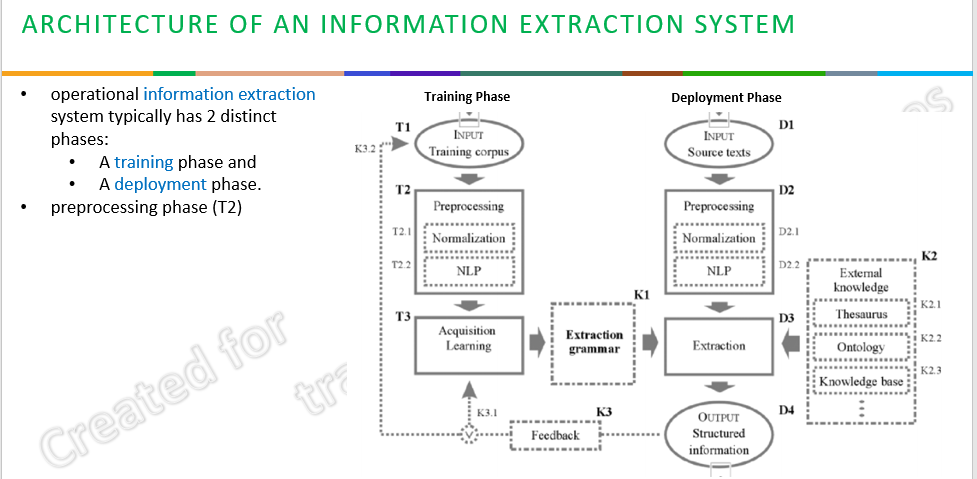 ARCHITECTURE OF AN INFORMATION EXTRACTION SYSTEM
• operational information extraction
system typically has 2 distinct
phases:
• A training phase and
• A deployment phase.
• preprocessing phase (T2)
Training Phase
T1
INPUT
Training corpus
K3.2
T2
Preprocessing
T2.1
Normalization
T2.2
NLP
T3
Acquisition
Learning
K1
Extraction
grammar
Deployment Phase
D1
INPUT
Source texts
D2
Preprocessing
D2.1
Normalization
D2.2
NLP
D3
Extraction
K2
External
knowledge
K2.1
Thesaurus
K2.2
Ontology
K2.3
Knowledge base
D4
OUTPUT
Structured
information
K3
Feedback
K3.1
V
Created for